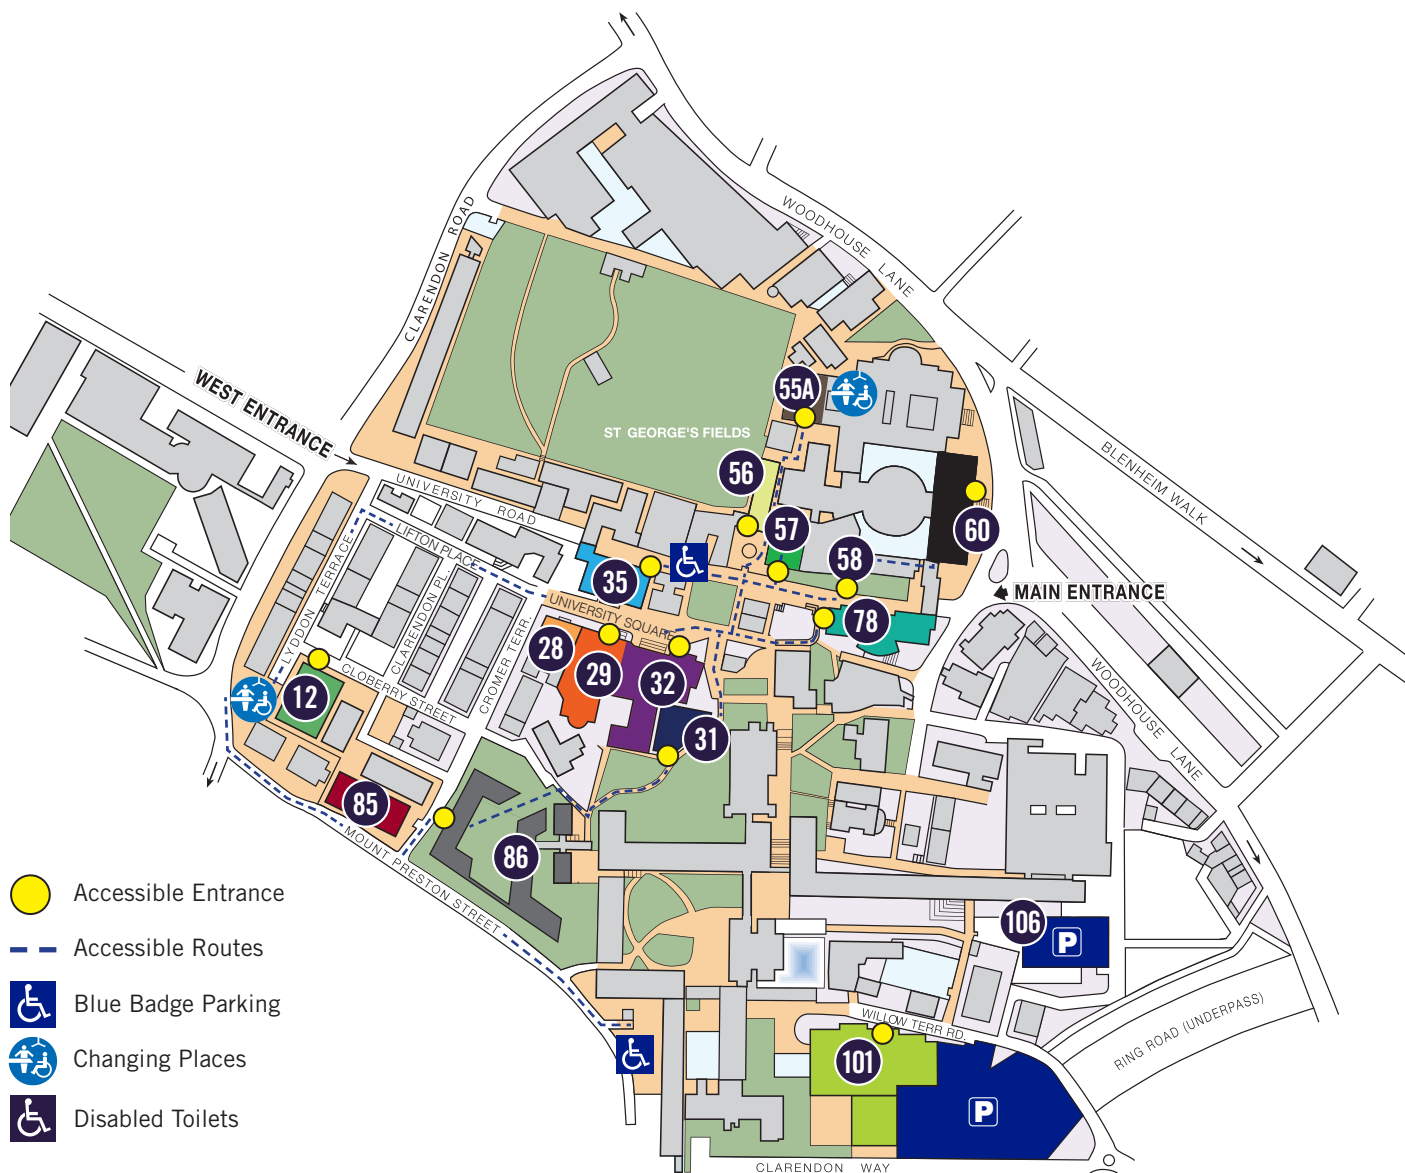 CLARENDON ROAD
WOODHOUSE LANE
WEST ENTRANCE
55A
ST GEORGE'S FIELDS
BLENHEIM WALK
56
UNIVERSITY ROAD
57
60
LIFTON PLACE
58
35
MAIN ENTRANCE
UNIVERSITY SQUARE
YDDON TERRACE
CLARENDON PL.
CROMER TERR.
78
28
29
32
12
CLOBERRY STREET
31
WOODHOUSE LANE
85
MOUNT PRESTON STREET
86
Accessible Entrance
106
P
Accessible Routes
Blue Badge Parking
WILLOW TERR RD.
RING ROAD (UNDERPASS)
Changing Places
101
P
Disabled Toilets
CLARENDON WAY